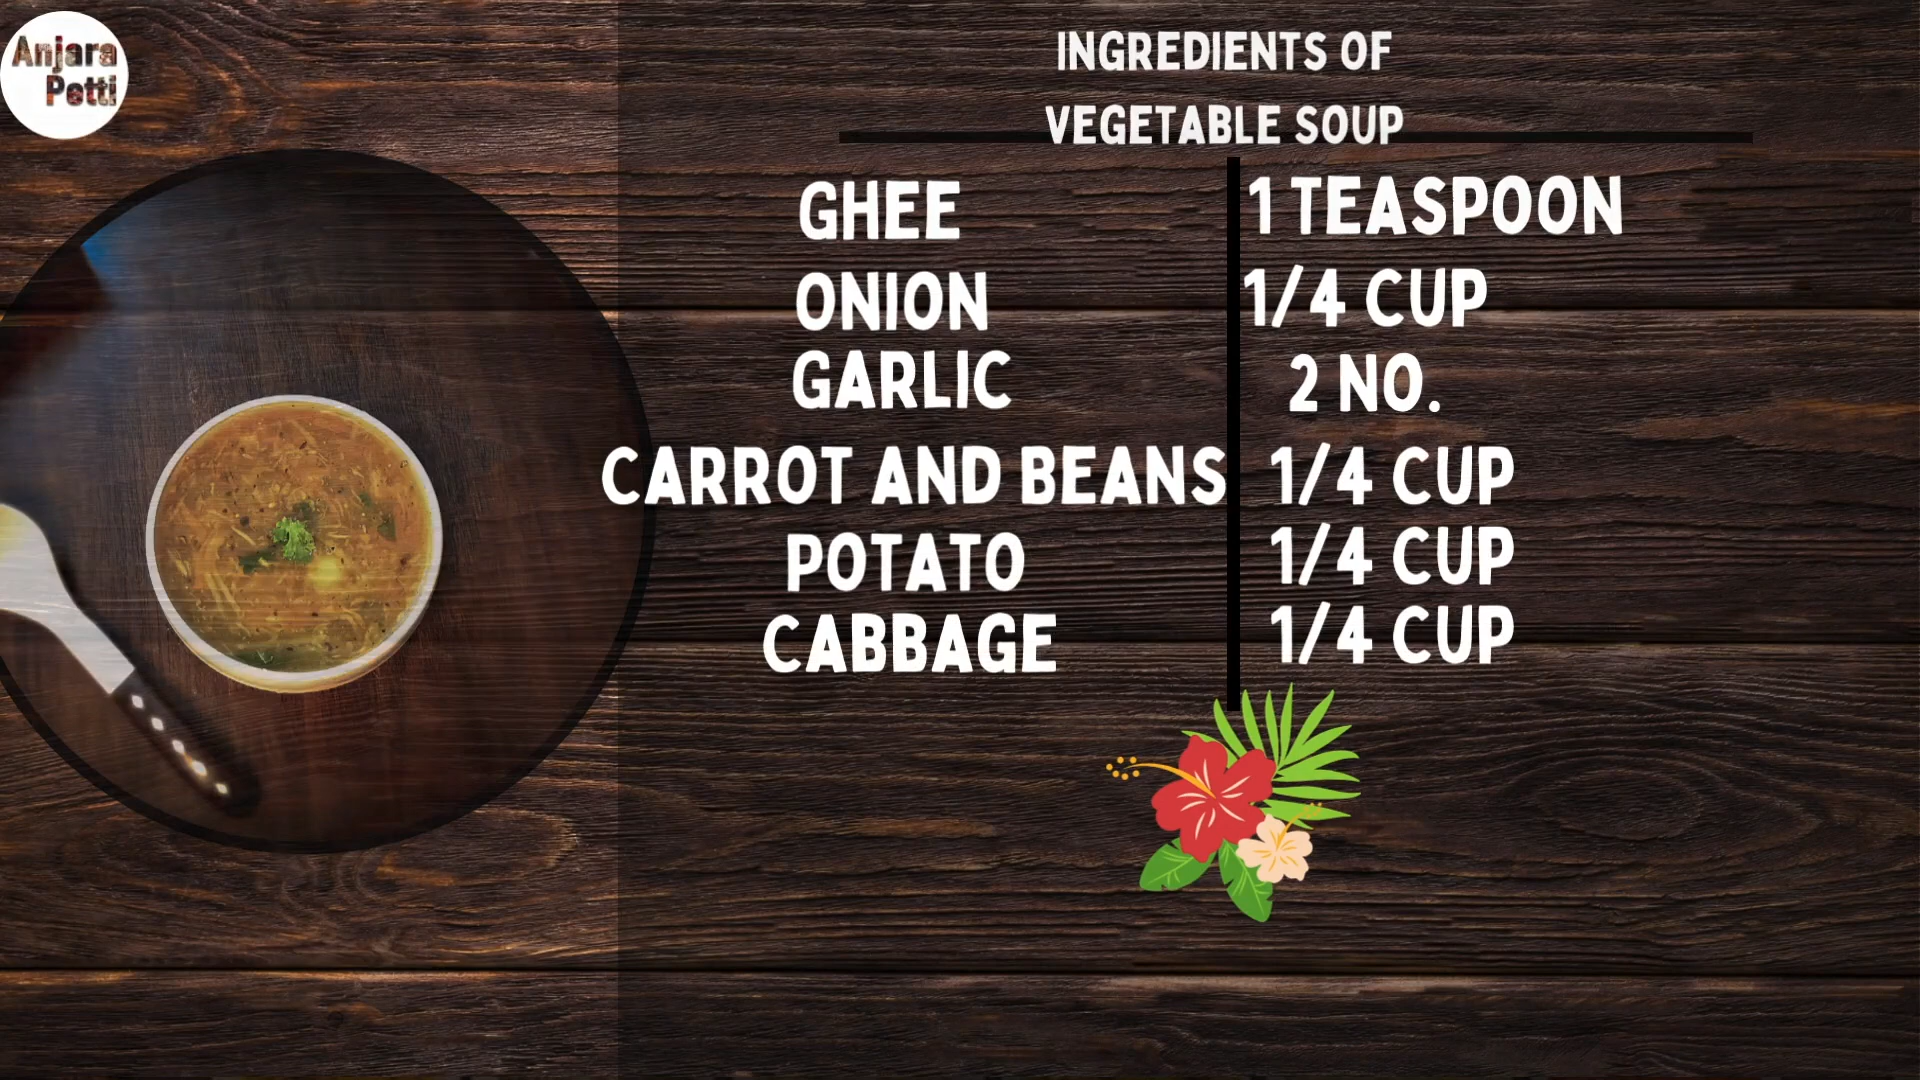 Anjara
Petti
INGREDIENTS OF
VEGETABLE SOUP
GHEE 1 TEASPOON
ONION 1/4 CUP
GARLIC 2 NO.
CARROT AND BEANS 1/4 CUP
POTATO 1/4 CUP
CABBAGE 1/4 CUP